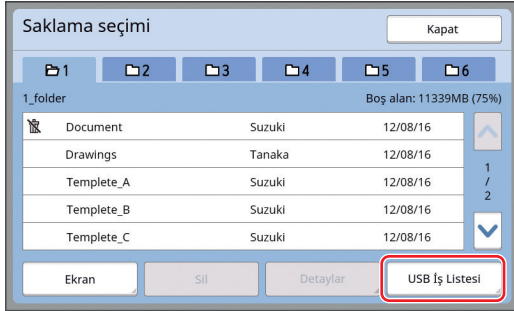 Saklama seçimi Kapat
1 2 3 4 5 6
1_folder Boş alan: 11339MB (75%)
Document Suzuki 12/08/16
Drawings Tanaka 12/08/16
Templete_A Suzuki 12/08/16
Templete_B Suzuki 12/08/16
Templete_C Suzuki 12/08/16
1
/
2
Ekran Sil Detaylar USB İş Listesi